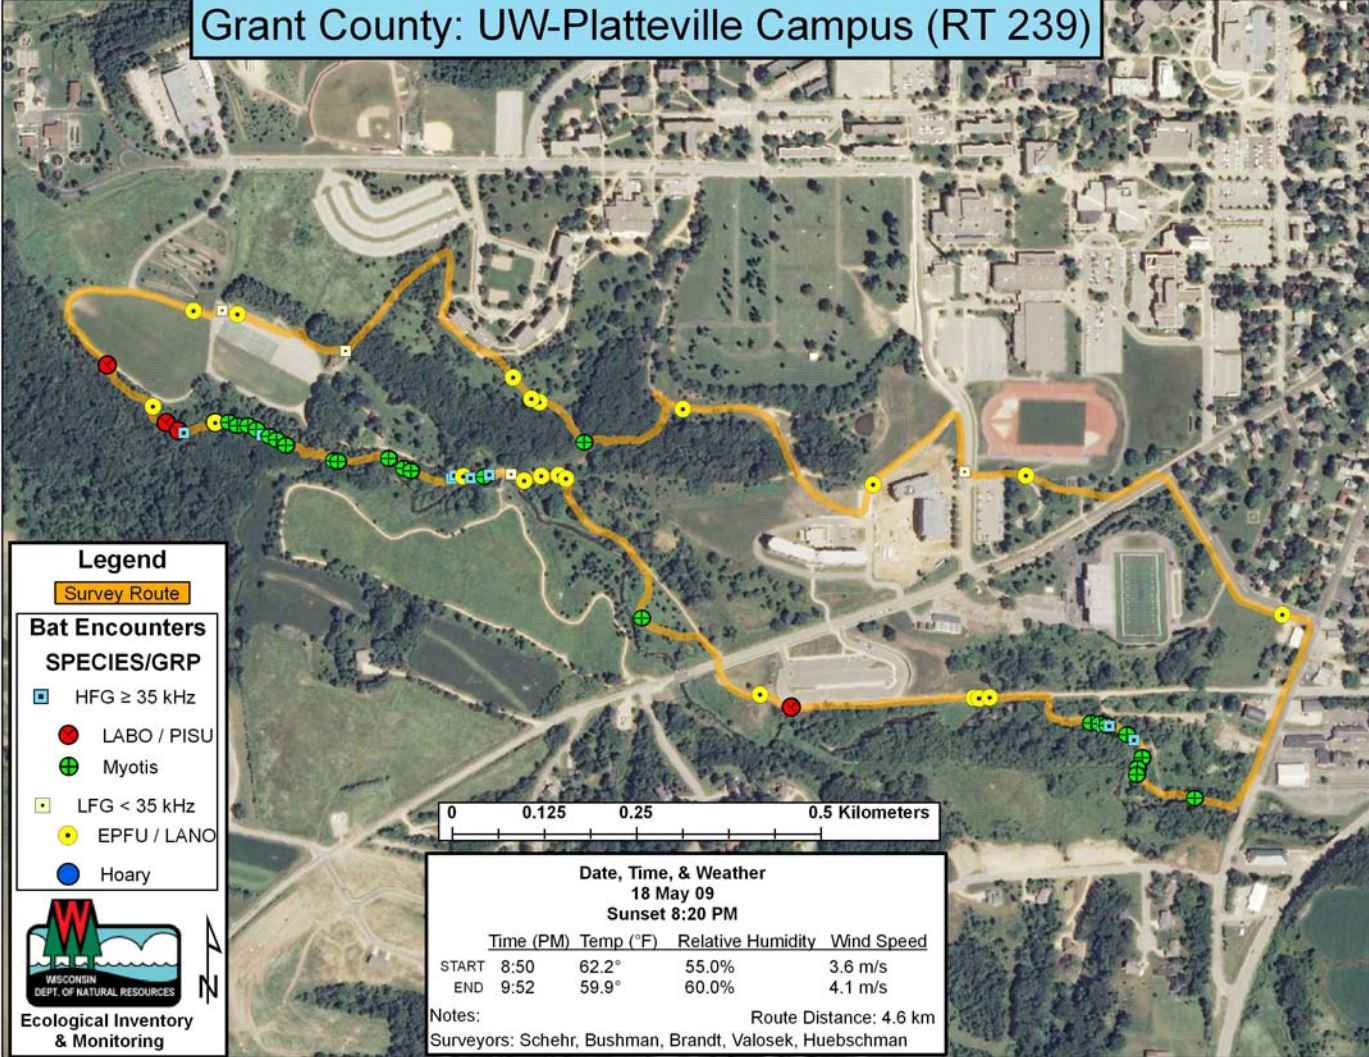 Grant County: UW-Platteville Campus (RT 239)
Legend
Survey Route
Bat Encounters
SPECIES/GRP
HFG ≥ 35 kHz
LABO / PISU
Myotis
LFG < 35 kHz
EPFU / LANO
Hoary
W
WISCONSIN
DEPT. OF NATURAL RESOURCES
Ecological Inventory
& Monitoring
N
0 0.125 0.25 0.5 Kilometers
Date, Time, & Weather
18 May 09
Sunset 8:20 PM
Time (PM) Temp (°F) Relative Humidity Wind Speed
START 8:50 62.2° 55.0% 3.6 m/s
END 9:52 59.9° 60.0% 4.1 m/s
Notes: Route Distance: 4.6 km
Surveyors: Schehr, Bushman, Brandt, Valosek, Huebschman